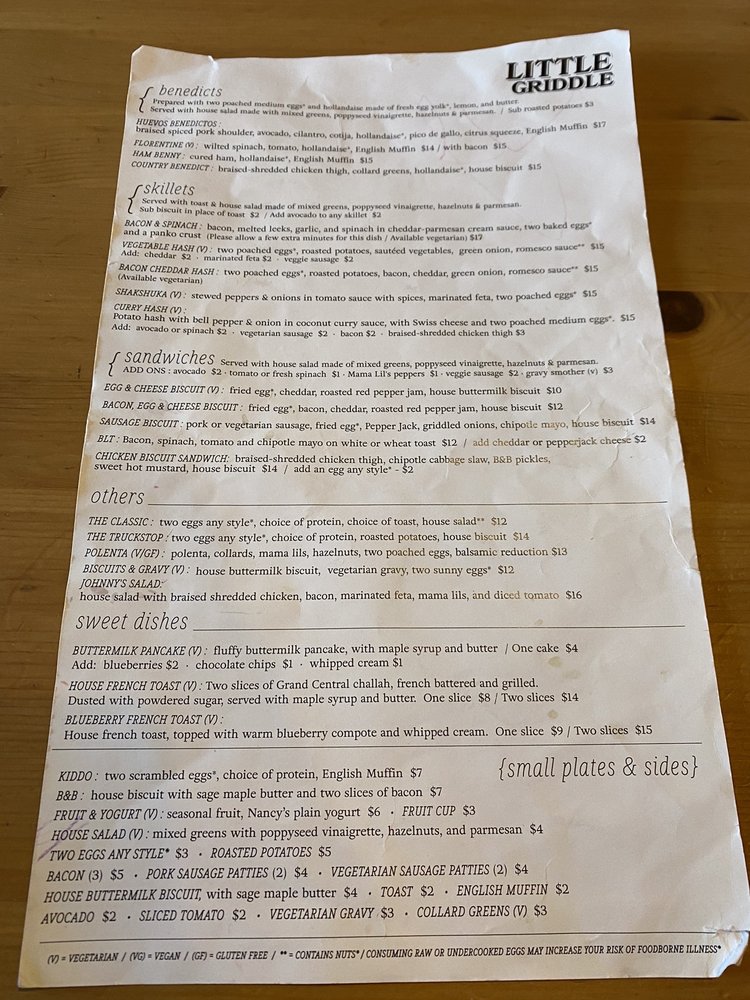 LITTLE
GRIDDLE
benedicts
Prepared with two poached medium eggs* and hollandaise made of fresh egg yolk*, lemon, and butter.
Served with house salad made with mixed greens, poppyseed vinaigrette, hazelnuts & parmesan. / Sub roasted potatoes $3
HUEVOS BENEDICTOS :
braised spiced pork shoulder, avocado, cilantro, cotija, hollandaise*, pico de gallo, citrus squeeze, English Muffin $17
FLORENTINE (V) : wilted spinach, tomato, hollandaise*, English Muffin $14 / with bacon $15
HAM BENNY : cured ham, hollandaise*, English Muffin $15
COUNTRY BENEDICT : braised-shredded chicken thigh, collard greens, hollandaise*, house biscuit $15
skillets
Served with toast & house salad made of mixed greens, poppyseed vinaigrette, hazelnuts & parmesan.
Sub biscuit in place of toast $2 / Add avocado to any skillet $2
BACON & SPINACH : bacon, melted leeks, garlic, and spinach in cheddar-parmesan cream sauce, two baked eggs*
and a panko crust (Please allow a few extra minutes for this dish / Available vegetarian) $17
VEGETABLE HASH (V) : two poached eggs*, roasted potatoes, sautéed vegetables, green onion, romesco sauce** $15
Add: cheddar $2 · marinated feta $2 · veggie sausage $2
BACON CHEDDAR HASH : two poached eggs*, roasted potatoes, bacon, cheddar, green onion, romesco sauce** $15
(Available vegetarian)
SHAKSHUKA (V) : stewed peppers & onions in tomato sauce with spices, marinated feta, two poached eggs* $15
CURRY HASH (V) :
Potato hash with bell pepper & onion in coconut curry sauce, with Swiss cheese and two poached medium eggs*. $15
Add: avocado or spinach $2 · vegetarian sausage $2 · bacon $2 · braised-shredded chicken thigh $3
sandwiches Served with house salad made of mixed greens, poppyseed vinaigrette, hazelnuts & parmesan.
ADD ONS : avocado $2 · tomato or fresh spinach $1 · Mama Lil's peppers $1 · veggie sausage $2 · gravy smother (v) $3
EGG & CHEESE BISCUIT (V) : fried egg*, cheddar, roasted red pepper jam, house buttermilk biscuit $10
BACON, EGG & CHEESE BISCUIT : fried egg*, bacon, cheddar, roasted red pepper jam, house biscuit $12
SAUSAGE BISCUIT : pork or vegetarian sausage, fried egg*, Pepper Jack, griddled onions, chipotle mayo, house biscuit $14
BLT : Bacon, spinach, tomato and chipotle mayo on white or wheat toast $12 / add cheddar or pepperjack cheese $2
CHICKEN BISCUIT SANDWICH: braised-shredded chicken thigh, chipotle cabbage slaw, B&B pickles,
sweet hot mustard, house biscuit $14 / add an egg any style* - $2
others
THE CLASSIC : two eggs any style*, choice of protein, choice of toast, house salad** $12
THE TRUCKSTOP : two eggs any style*, choice of protein, roasted potatoes, house biscuit $14
POLENTA (V/GF) : polenta, collards, mama lils, hazelnuts, two poached eggs, balsamic reduction $13
BISCUITS & GRAVY (V) : house buttermilk biscuit, vegetarian gravy, two sunny eggs* $12
JOHNNY'S SALAD:
house salad with braised shredded chicken, bacon, marinated feta, mama lils, and diced tomato $16
sweet dishes
BUTTERMILK PANCAKE (V) : fluffy buttermilk pancake, with maple syrup and butter / One cake $4
Add: blueberries $2 · chocolate chips $1 · whipped cream $1
HOUSE FRENCH TOAST (V) : Two slices of Grand Central challah, french battered and grilled.
Dusted with powdered sugar, served with maple syrup and butter. One slice $8 / Two slices $14
BLUEBERRY FRENCH TOAST (V) :
House french toast, topped with warm blueberry compote and whipped cream. One slice $9 / Two slices $15
{small plates & sides}
KIDDO : two scrambled eggs*, choice of protein, English Muffin $7
B&B : house biscuit with sage maple butter and two slices of bacon $7
FRUIT & YOGURT (V) : seasonal fruit, Nancy's plain yogurt $6 · FRUIT CUP $3
HOUSE SALAD (V) : mixed greens with poppyseed vinaigrette, hazelnuts, and parmesan $4
TWO EGGS ANY STYLE* $3 · ROASTED POTATOES $5
BACON (3) $5 · PORK SAUSAGE PATTIES (2) $4 · VEGETARIAN SAUSAGE PATTIES (2) $4
HOUSE BUTTERMILK BISCUIT, with sage maple butter $4 · TOAST $2 · ENGLISH MUFFIN $2
AVOCADO $2 · SLICED TOMATO $2 · VEGETARIAN GRAVY $3 · COLLARD GREENS (V) $3
(V) = VEGETARIAN / (VG) = VEGAN / (GF) = GLUTEN FREE / ** = CONTAINS NUTS* / CONSUMING RAW OR UNDERCOOKED EGGS MAY INCREASE YOUR RISK OF FOODBORNE ILLNESS*